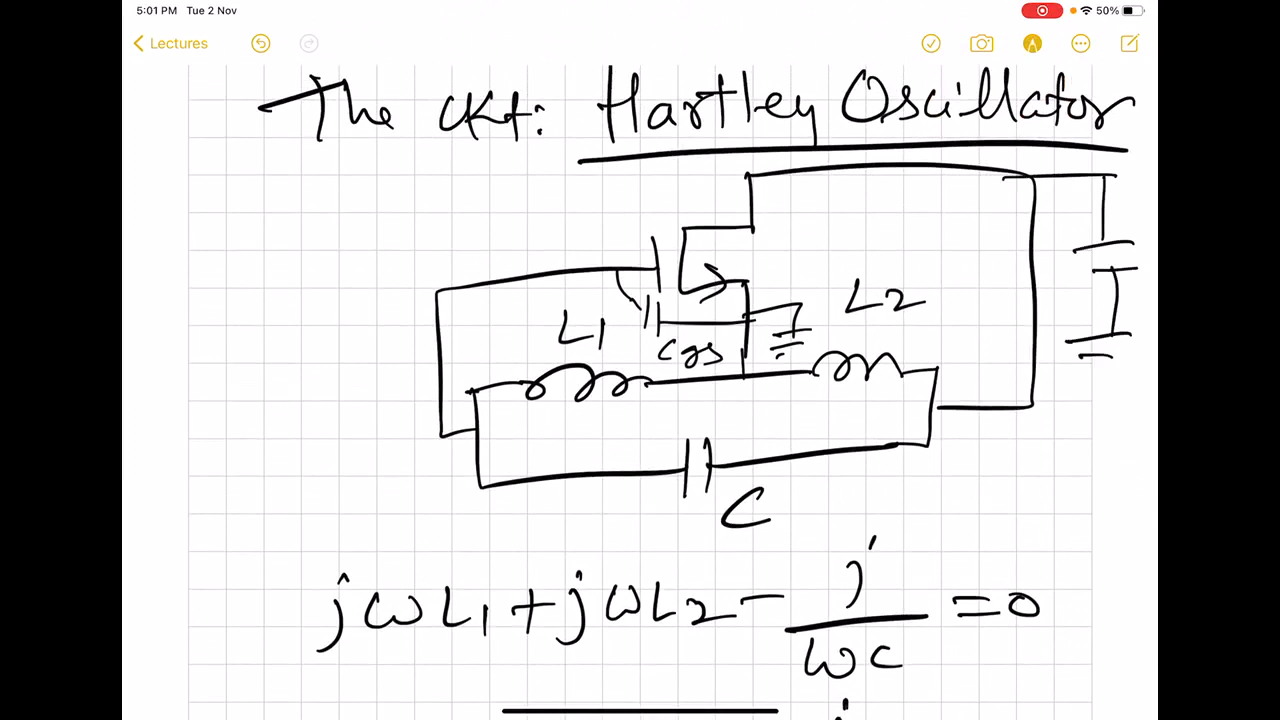 5:01 PM Tue 2 Nov
50%
Lectures
The ckt: Hartley Oscillator
L2
L1
Cgs
C
jωL1+jωL2-j/ωc=0